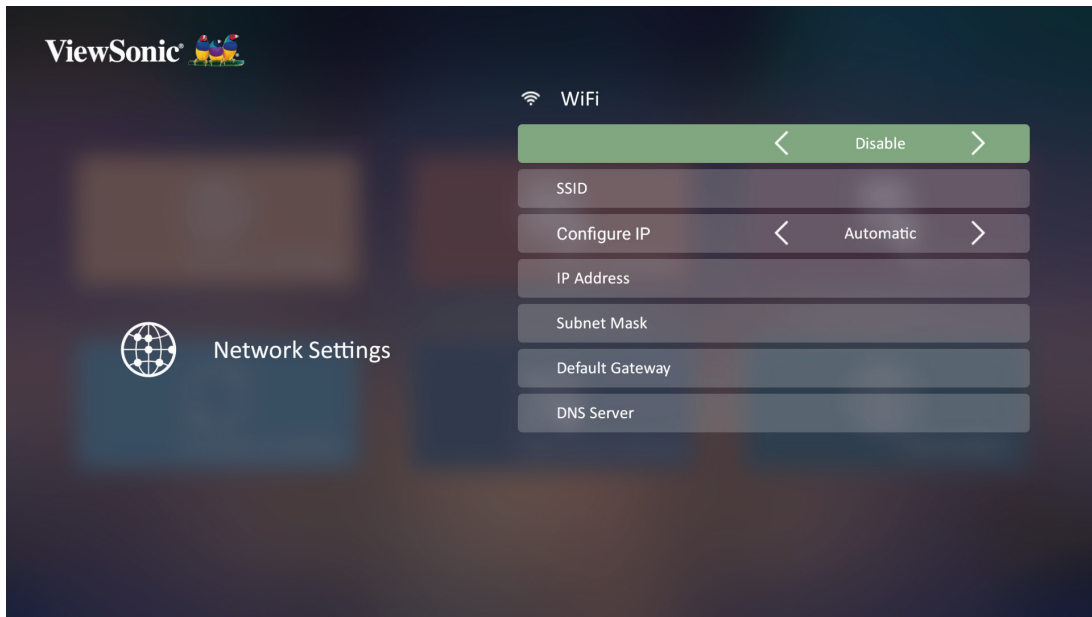 ViewSonic®
WiFi
Disable
SSID
Configure IP Automatic
IP Address
Subnet Mask
Network Settings
Default Gateway
DNS Server